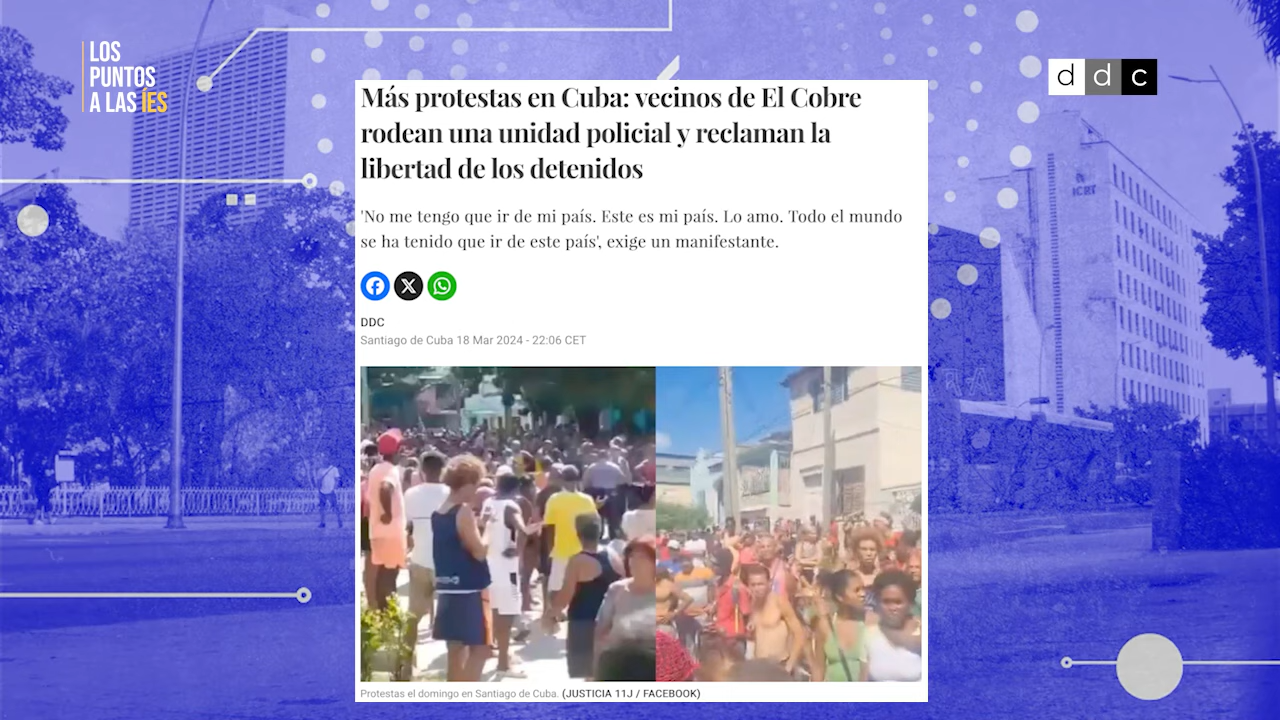 LOS
PUNTOS
A LAS ÍES
ddc
Más protestas en Cuba: vecinos de El Cobre
rodean una unidad policial y reclaman la
libertad de los detenidos
'No me tengo que ir de mi país. Este es mi país. Lo amo. Todo el mundo
se ha tenido que ir de este país', exige un manifestante.
DDC
Santiago de Cuba 18 Mar 2024 - 22:06 CET
Protestas el domingo en Santiago de Cuba. (JUSTICIA 11J / FACEBOOK)
ICRT
RA